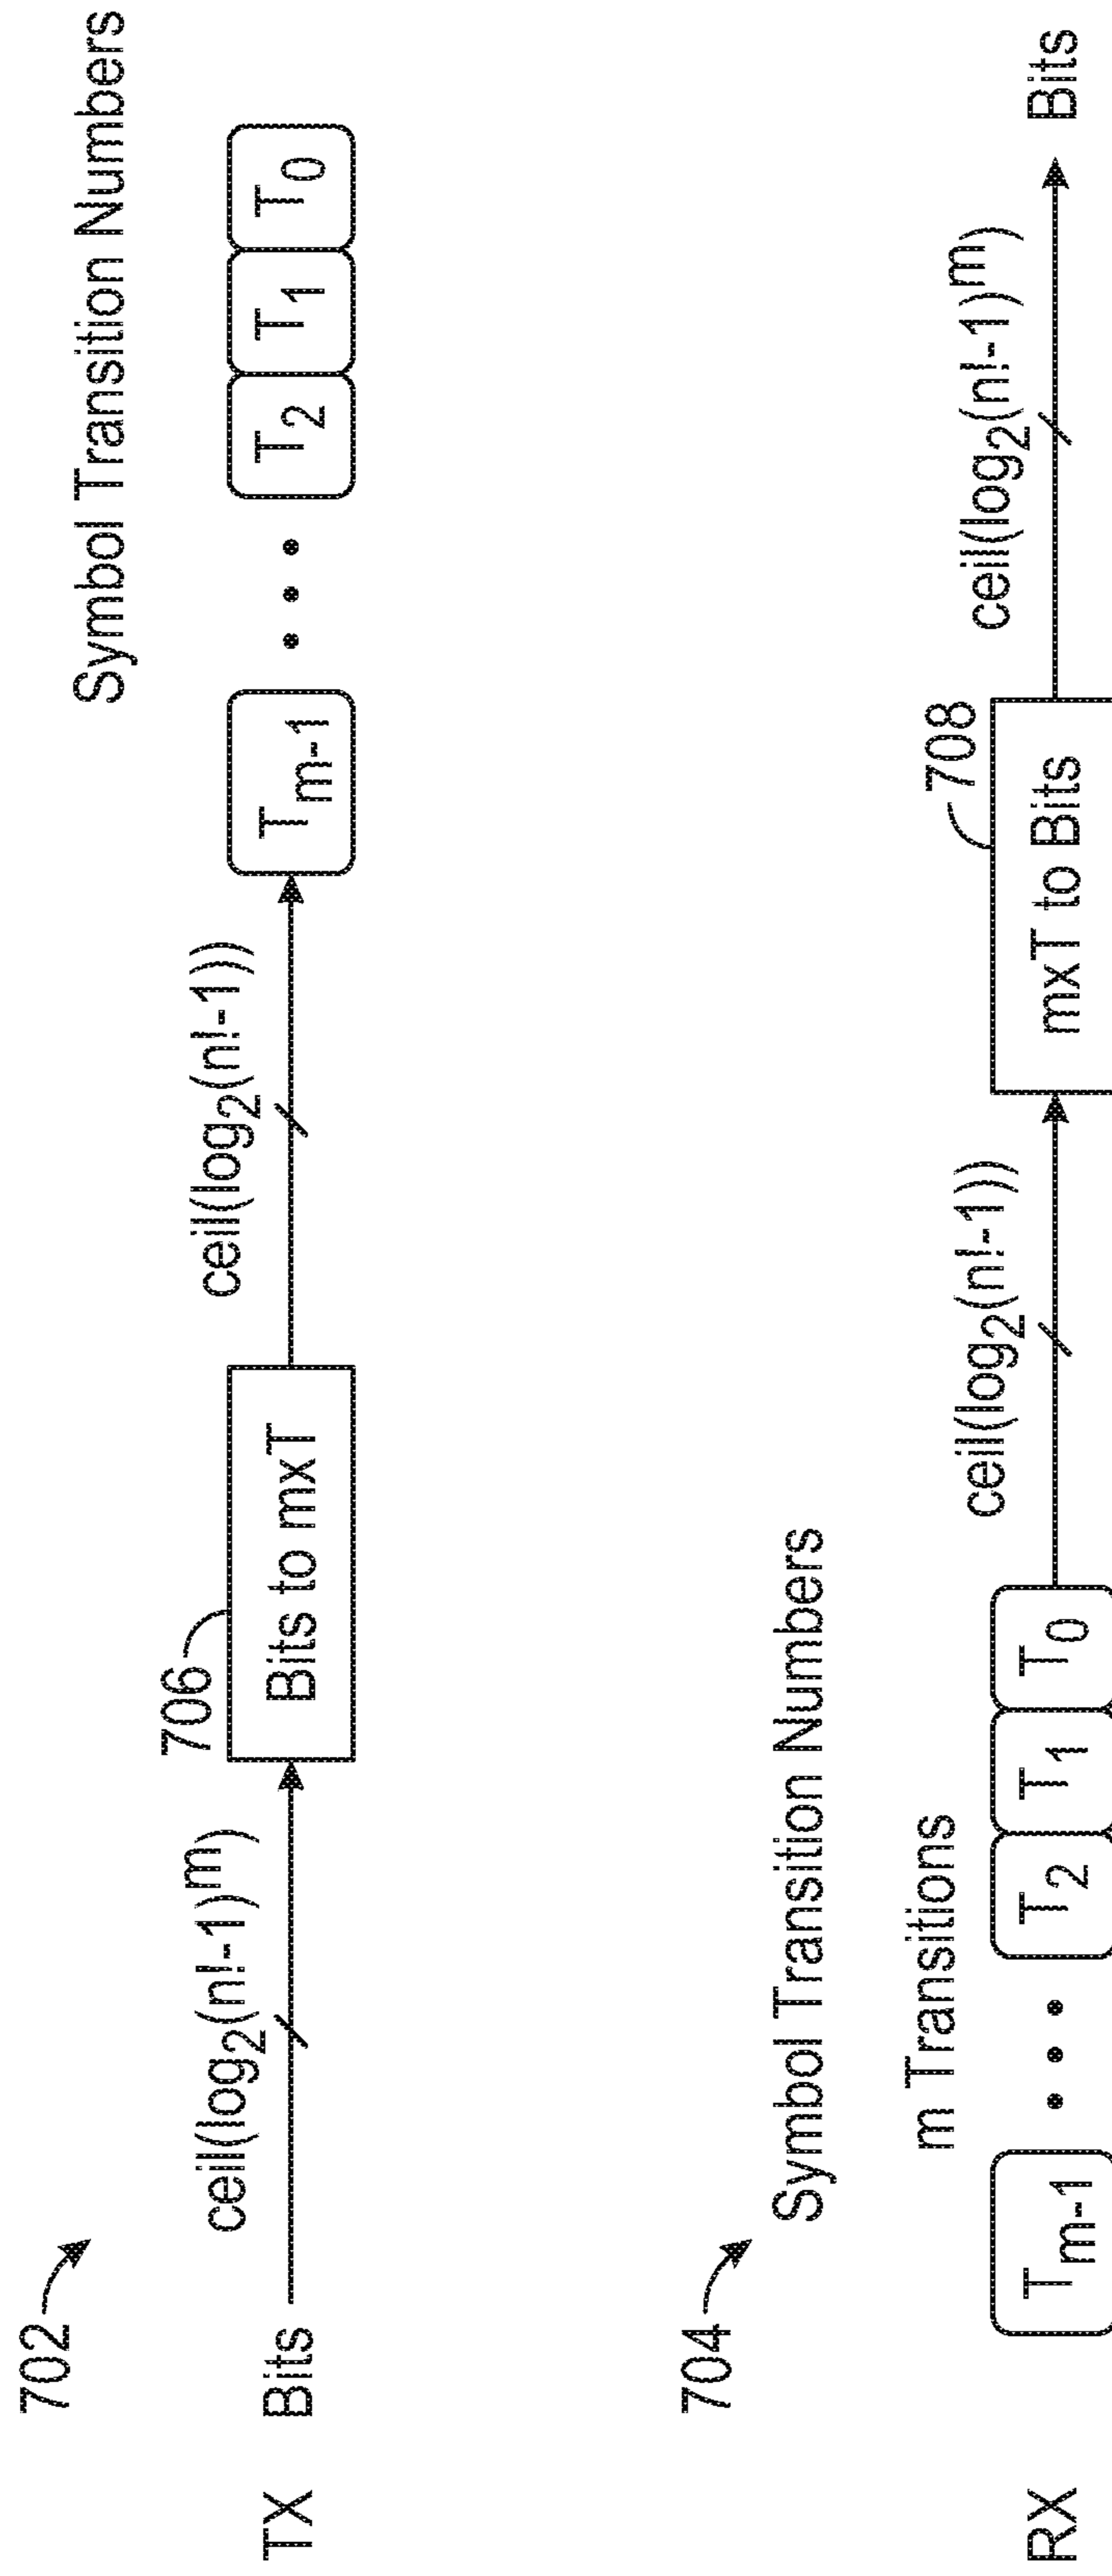 702
Symbol Transition Numbers
TX Bits
ceil(log2(n!-1)^m)
706
Bits to mxT
ceil(log2(n!-1))
Tm-1 • • • T2 T1 T0
704
Symbol Transition Numbers
m Transitions
RX
Tm-1 • • • T2 T1 T0
ceil(log2(n!-1))
708
mxT to Bits
ceil(log2(n!-1)^m)
Bits